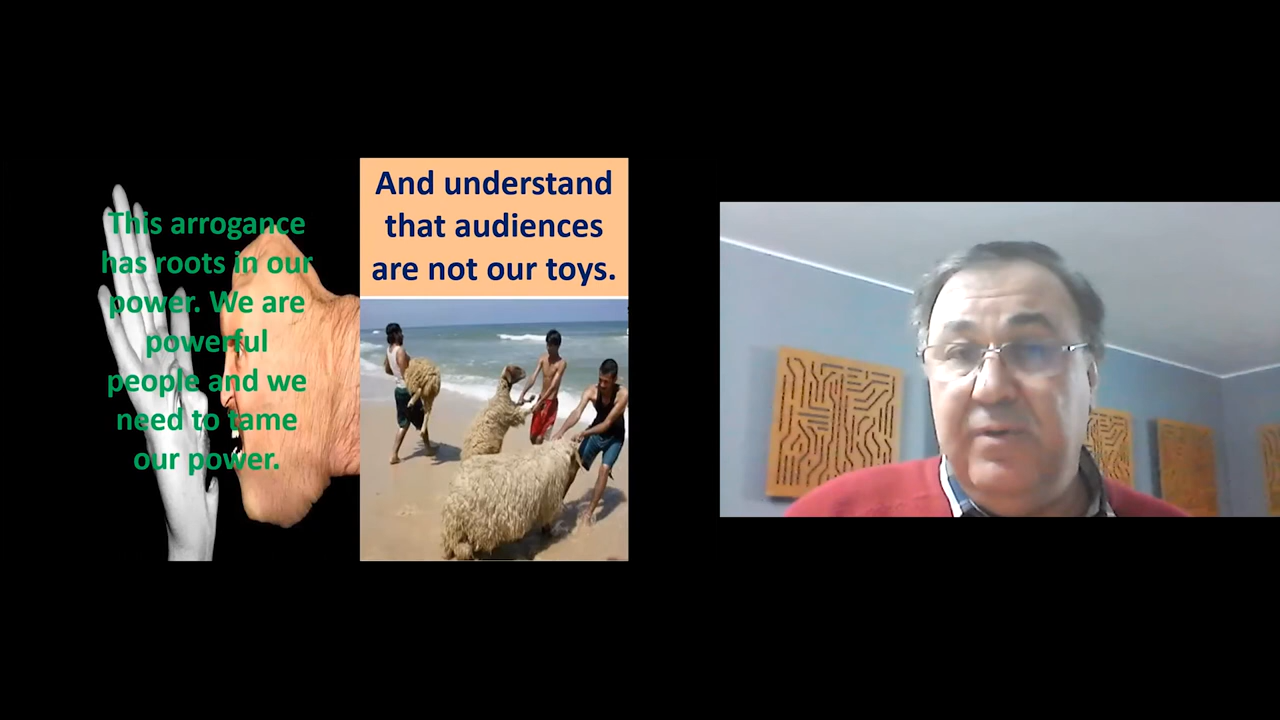 This arrogance
has roots in our
power. We are
powerful
people and we
need to tame
our power.
And understand
that audiences
are not our toys.